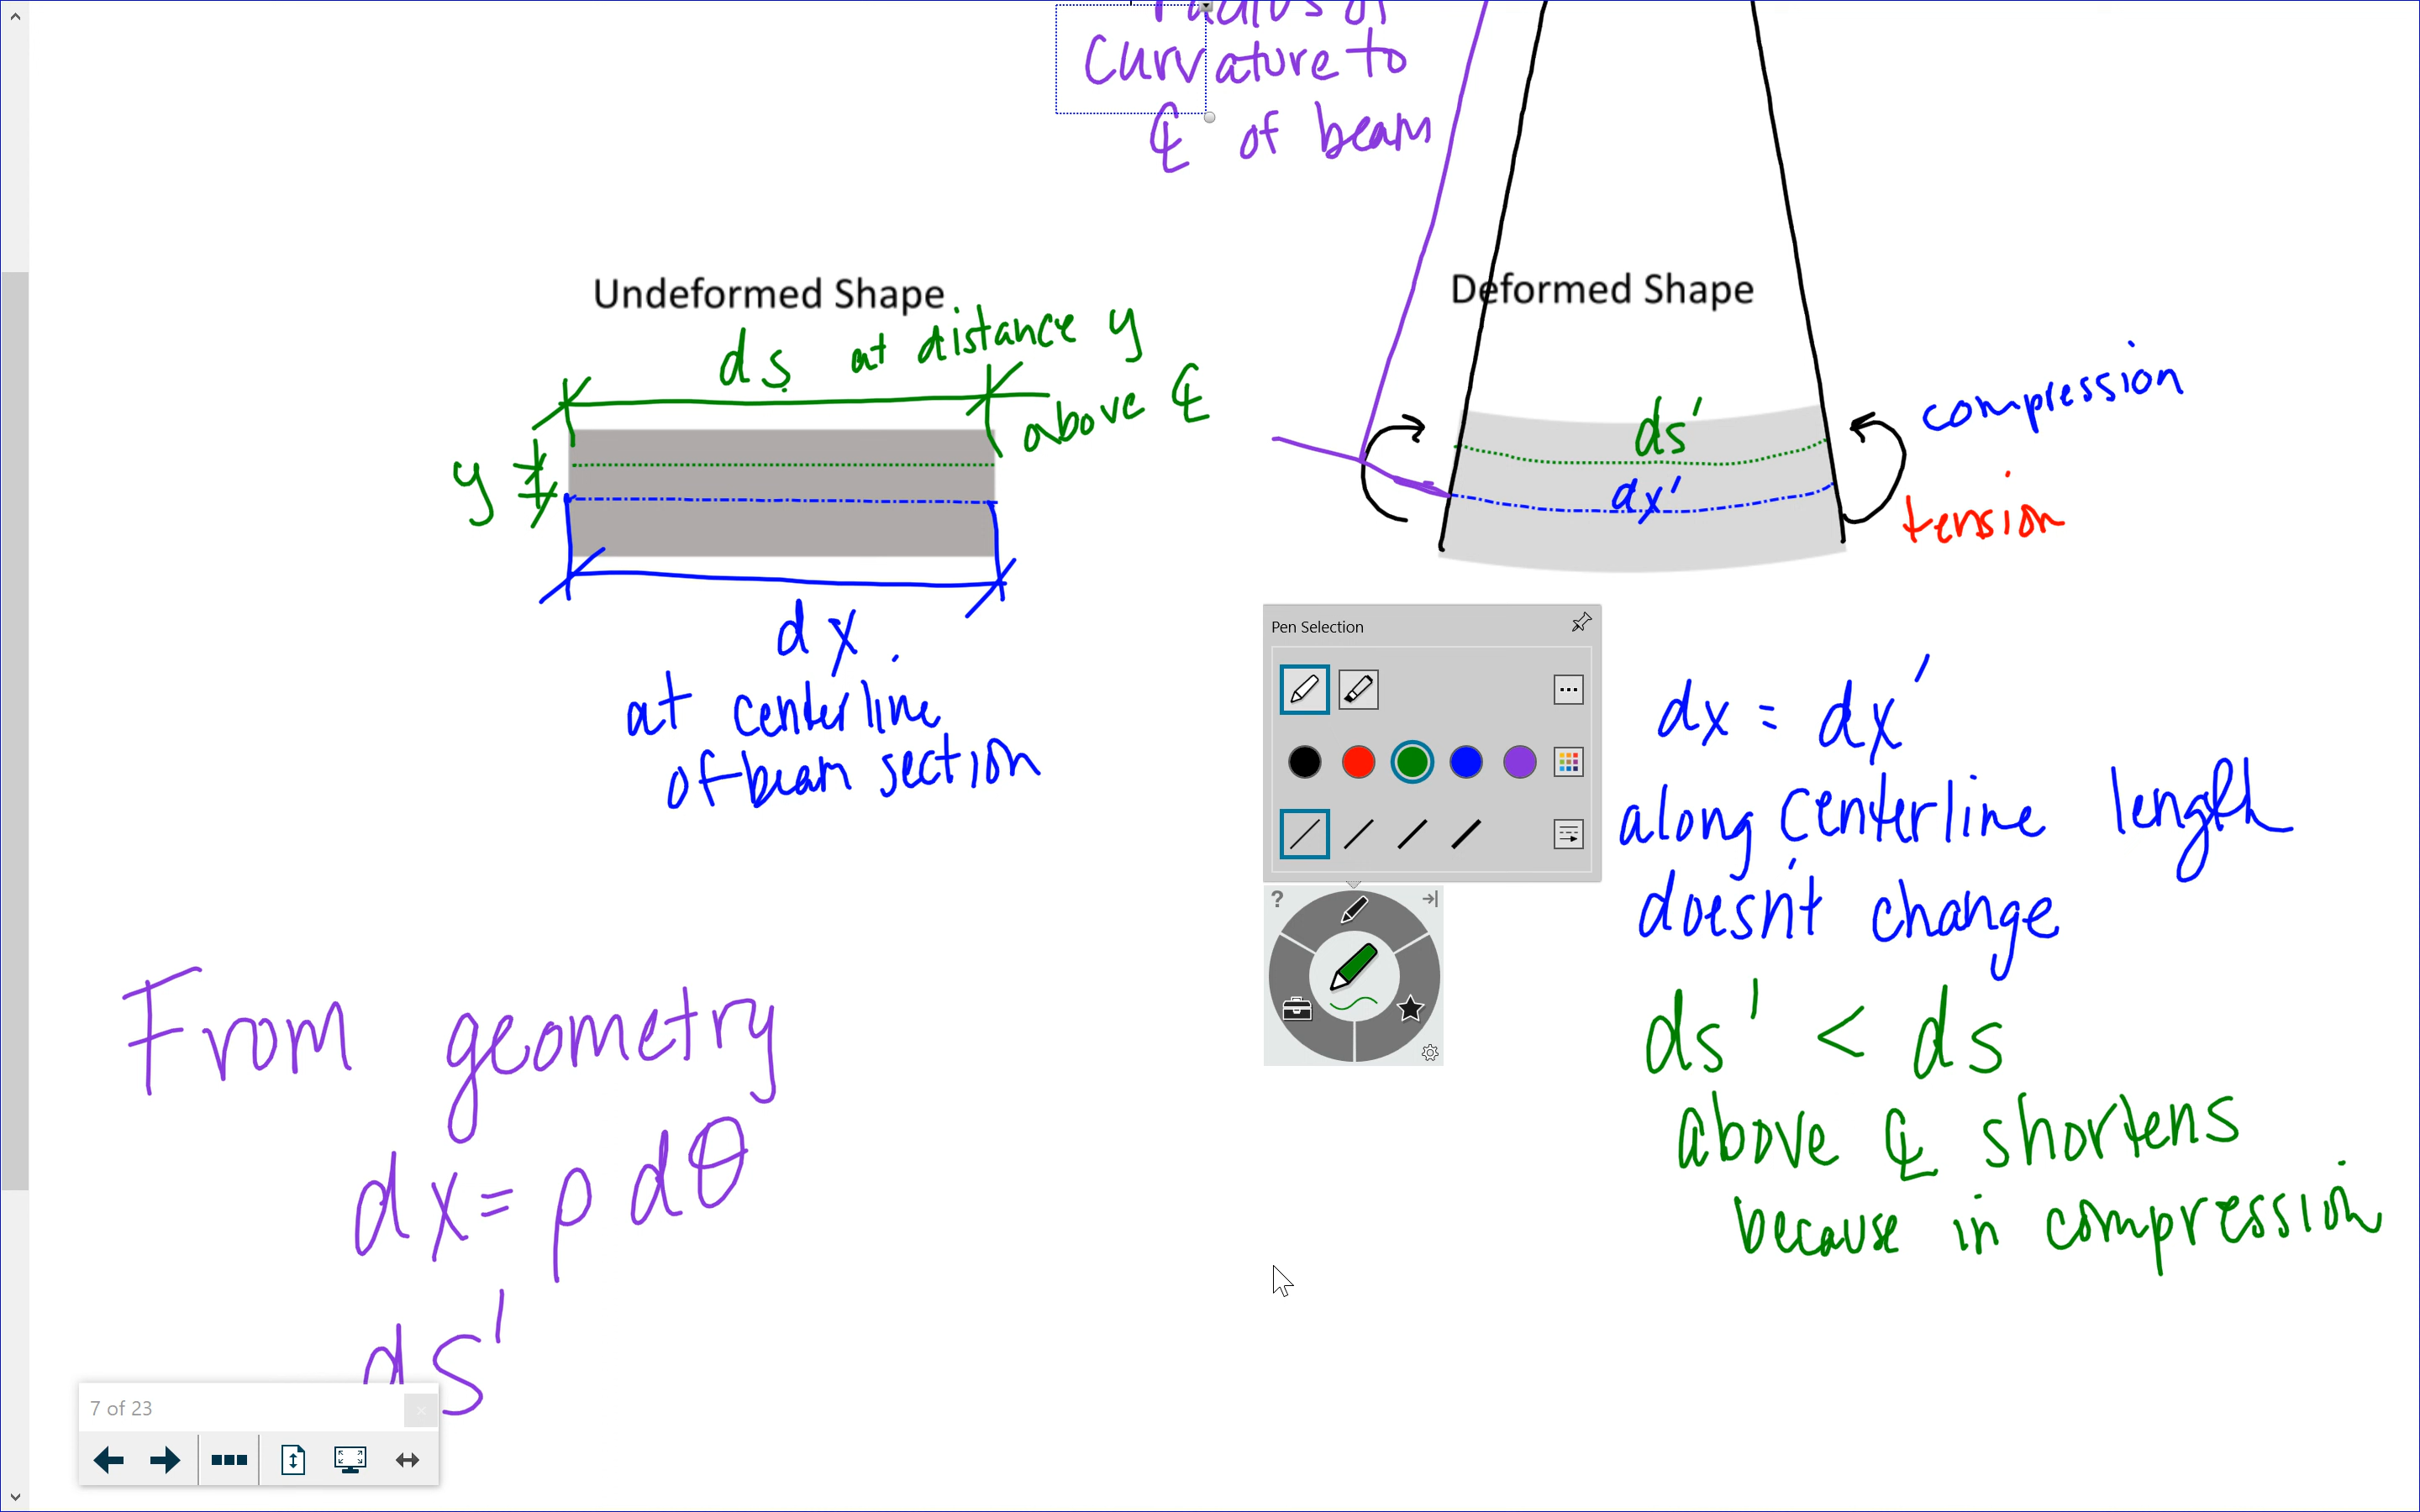 radius of
Curvature to
℄ of beam
Undeformed Shape
Deformed Shape
ds at distance y
above ℄
y
ds'
dx'
compression
tension
dx
at centerline
of beam section
Pen Selection
dx = dx'
along centerline length
doesn't change
?
ds' < ds
above ℄ shortens
because in compression
From geometry
dx = ρ dθ
ds'
7 of 23